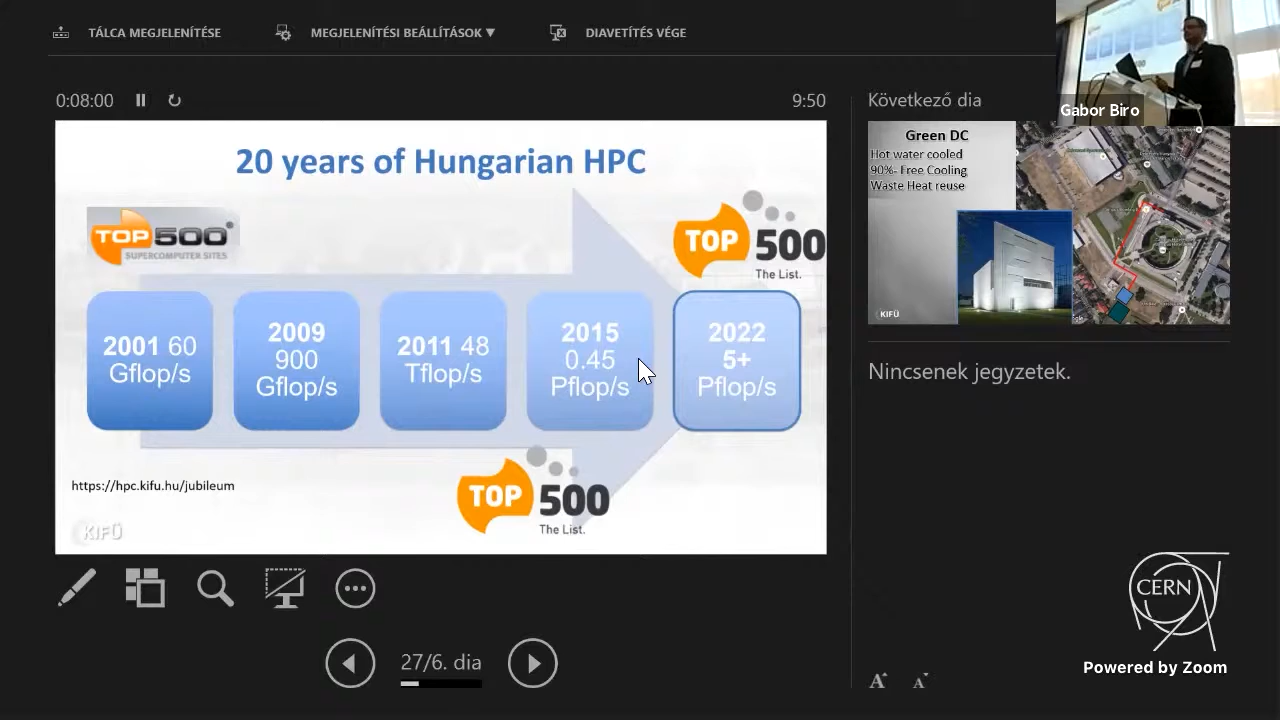 TÁLCA MEGJELENÍTÉSE
MEGJELENÍTÉSI BEÁLLÍTÁSOK ▼
DIAVETÍTÉS VÉGE
0:08:00
9:50
20 years of Hungarian HPC
TOP 500
SUPERCOMPUTER SITES
TOP 500
The List.
2001 60
Gflop/s
2009
900
Gflop/s
2011 48
Tflop/s
2015
0.45
Pflop/s
2022
5+
Pflop/s
https://hpc.kifu.hu/jubileum
KIFÜ
TOP 500
The List.
27/6. dia
Következő dia
Gabor Biro
Green DC
Hot water cooled
90%- Free Cooling
Waste Heat reuse
KIFÜ
Nincsenek jegyzetek.
A
A
CERN
Powered by Zoom